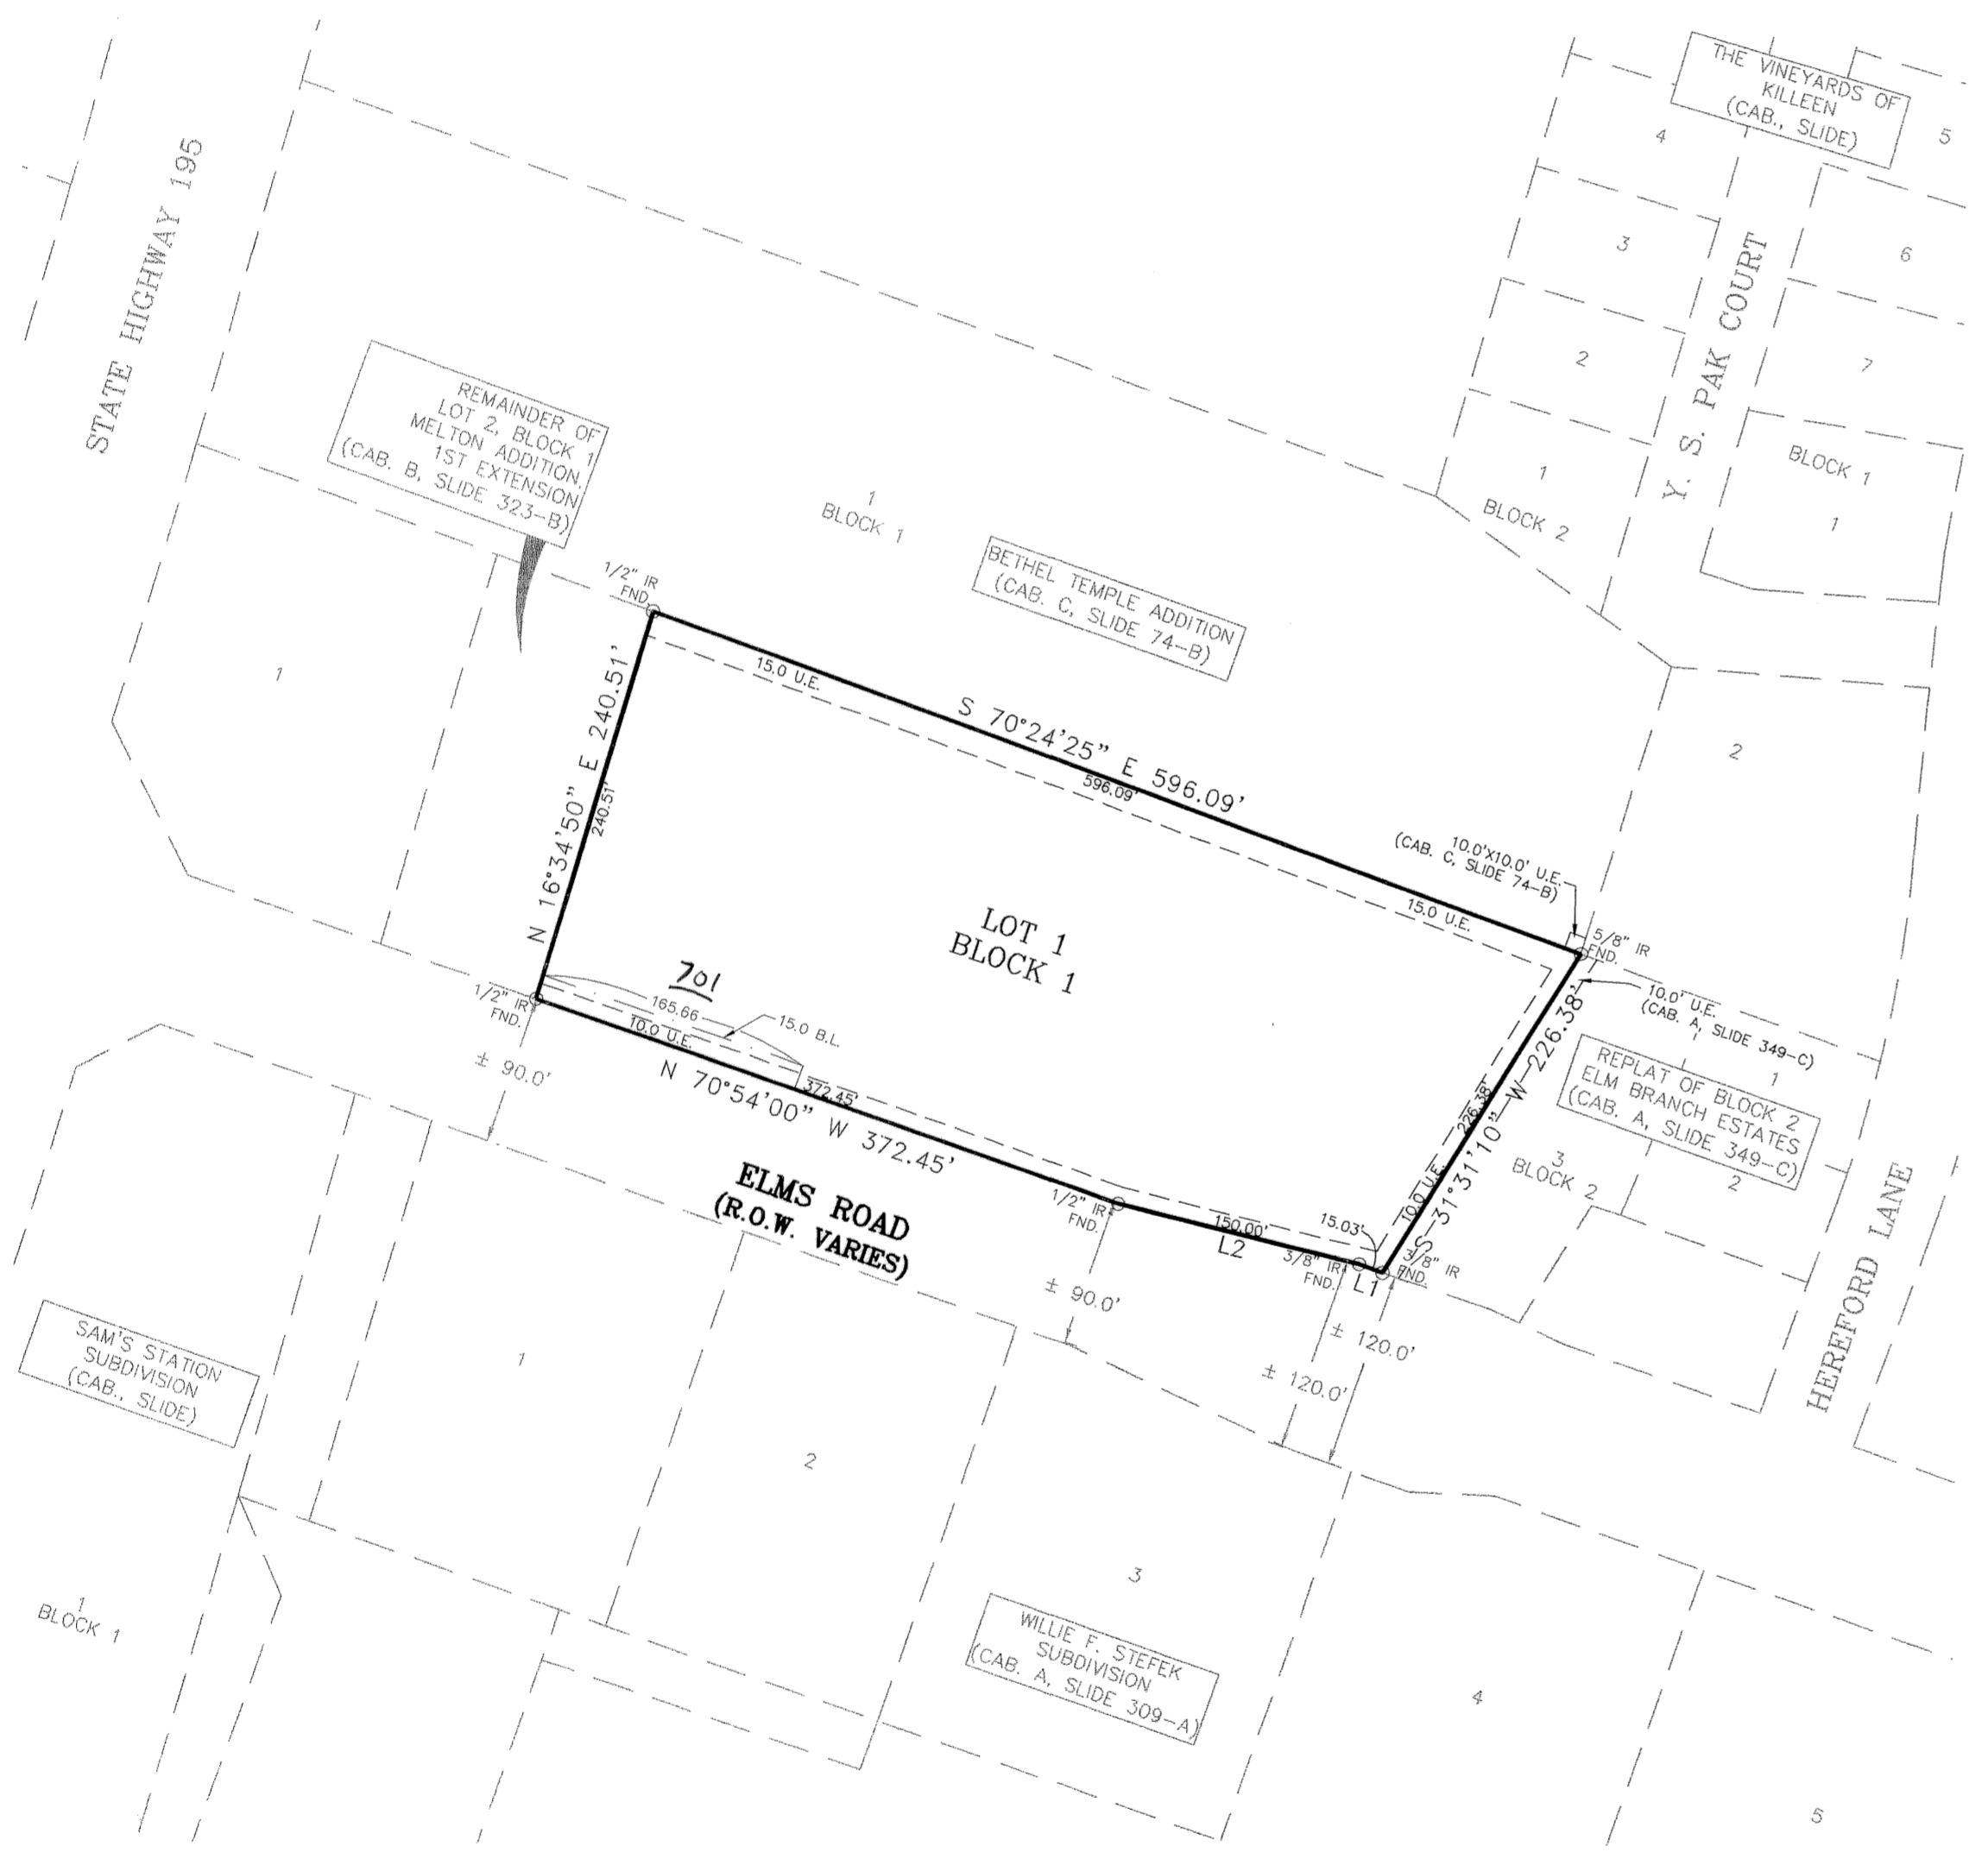 THE VINEYARDS OF
KILLEEN
(CAB., SLIDE)
4
5
3
6
2
7
1
BLOCK 2
BLOCK 1
1
Y. S. PAK COURT
STATE HIGHWAY 195
REMAINDER OF
LOT 2, BLOCK 1
MELTON ADDITION,
1ST EXTENSION
(CAB. B, SLIDE 323-B)
1
BLOCK 1
BETHEL TEMPLE ADDITION
(CAB. C, SLIDE 74-B)
1/2" IR
FND.
1
2
15.0 U.E.
S 70°24'25" E 596.09'
596.09'
N 16°34'50" E 240.51'
240.51'
10.0'X10.0' U.E.
(CAB. C, SLIDE 74-B)
15.0 U.E.
5/8" IR
FND.
LOT 1
BLOCK 1
701
165.66
15.0 B.L.
10.0 U.E.
1/2" IR
FND.
372.45'
N 70°54'00" W 372.45'
± 90.0'
10.0' U.E.
(CAB. A, SLIDE 349-C)
1
REPLAT OF BLOCK 2
ELM BRANCH ESTATES
(CAB. A, SLIDE 349-C)
2
3
BLOCK 2
S 31°31'10" W 226.38'
226.38'
10.0 U.E.
ELMS ROAD
(R.O.W. VARIES)
1/2" IR
FND.
150.00'
L2
15.03'
3/8" IR
FND.
L1
3/8" IR
FND.
± 90.0'
± 120.0'
± 120.0'
HEREFORD LANE
SAM'S STATION
SUBDIVISION
(CAB., SLIDE)
1
2
3
1
BLOCK 1
WILLIE F. STEFEK
SUBDIVISION
(CAB. A, SLIDE 309-A)
4
5